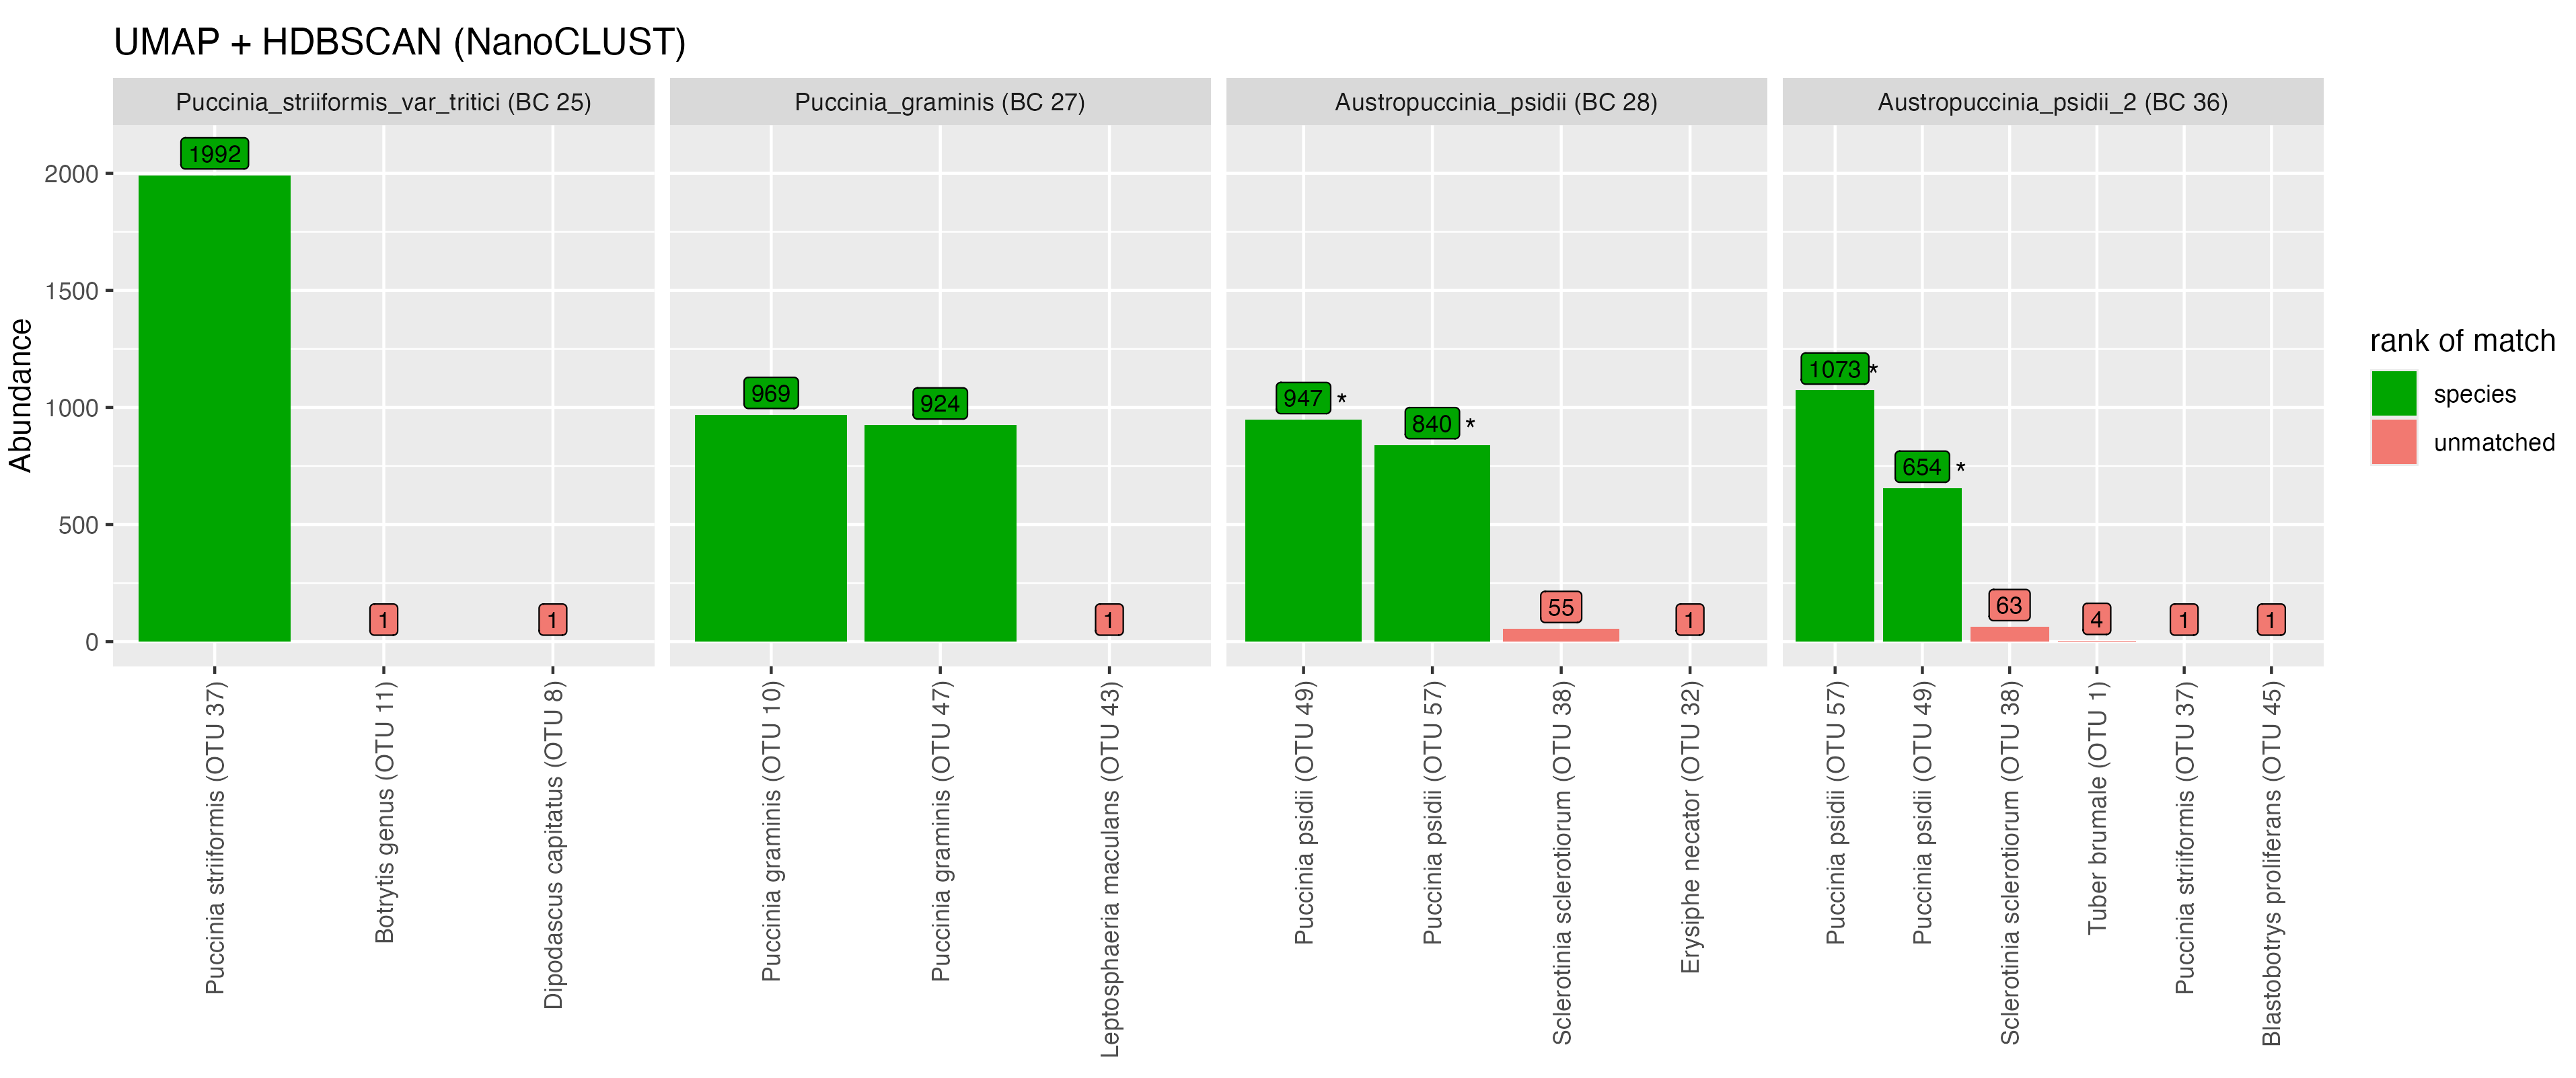 UMAP + HDBSCAN (NanoCLUST)
Puccinia_striiformis_var_tritici (BC 25)
Puccinia_graminis (BC 27)
Austropuccinia_psidii (BC 28)
Austropuccinia_psidii_2 (BC 36)
Abundance
2000
1500
1000
500
0
1992
1
1
969
924
1
947 *
840 *
55
1
1073 *
654 *
63
4
1
1
Puccinia striiformis (OTU 37)
Botrytis genus (OTU 11)
Dipodascus capitatus (OTU 8)
Puccinia graminis (OTU 10)
Puccinia graminis (OTU 47)
Leptosphaeria maculans (OTU 43)
Puccinia psidii (OTU 49)
Puccinia psidii (OTU 57)
Sclerotinia sclerotiorum (OTU 38)
Erysiphe necator (OTU 32)
Puccinia psidii (OTU 57)
Puccinia psidii (OTU 49)
Sclerotinia sclerotiorum (OTU 38)
Tuber brumale (OTU 1)
Puccinia striiformis (OTU 37)
Blastobotrys proliferans (OTU 45)
rank of match
species
unmatched